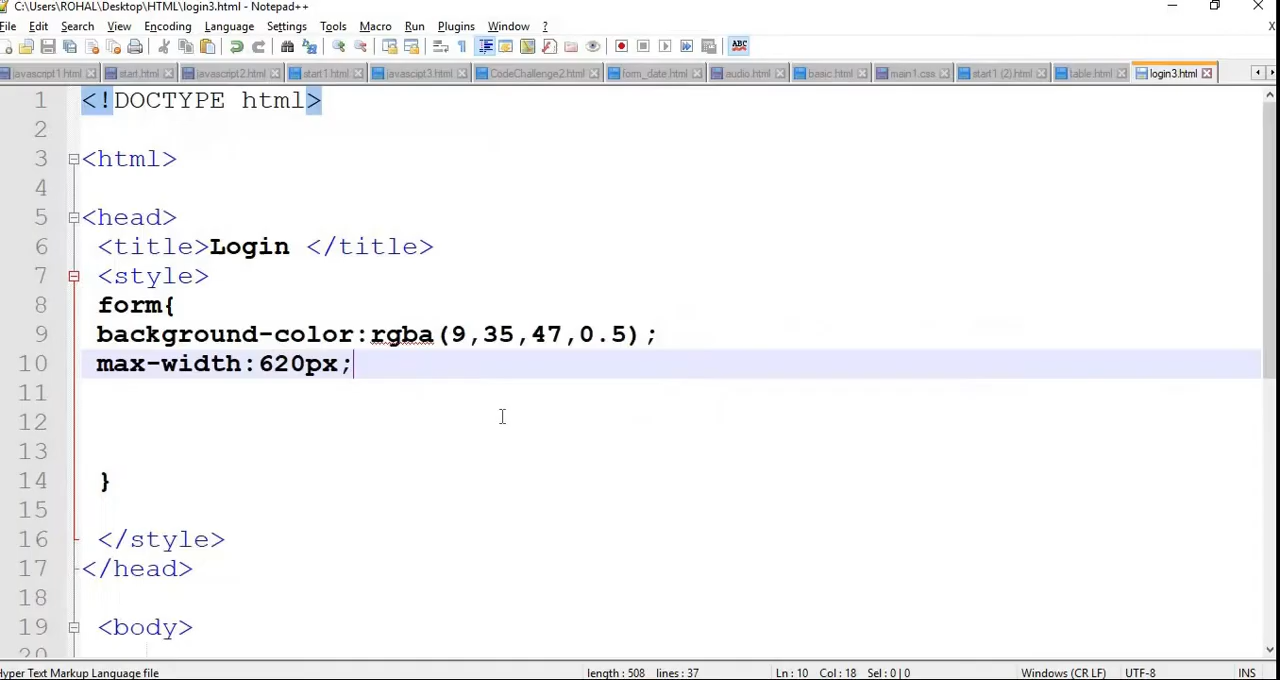 C:\Users\ROHAL\Desktop\HTML\login3.html - Notepad++
File Edit Search View Encoding Language Settings Tools Macro Run Plugins Window ?
javascript1.html start.html javascript2.html start1.html javascipt3.html CodeChallenge2.html form_date.html audio.html basic.html main1.css start1 (2).html table.html login3.html
1 <!DOCTYPE html>
2
3 <html>
4
5 <head>
6 <title>Login </title>
7 <style>
8 form{
9 background-color:rgba(9,35,47,0.5);
10 max-width:620px;
11
12
13
14 }
15
16 </style>
17 </head>
18
19 <body>
20
Hyper Text Markup Language file length : 508 lines : 37 Ln : 10 Col : 18 Sel : 0 | 0 Windows (CR LF) UTF-8 INS